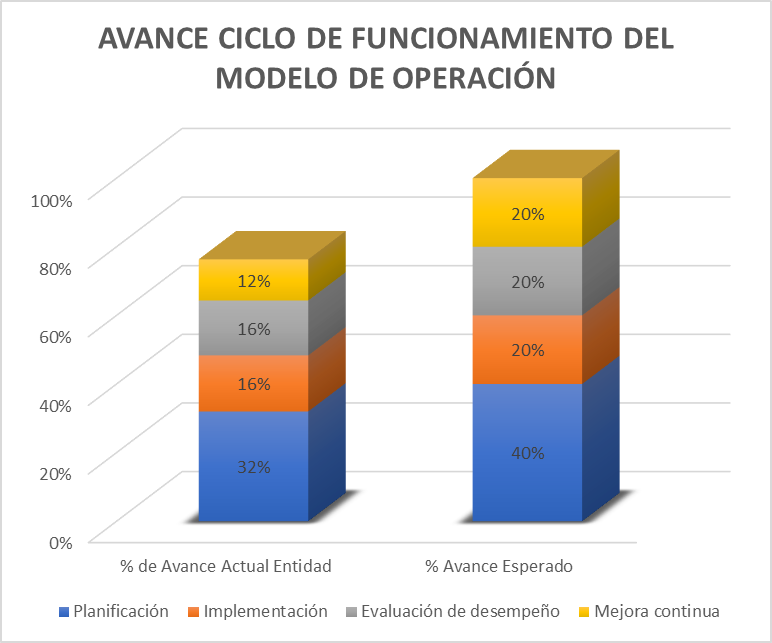 AVANCE CICLO DE FUNCIONAMIENTO DEL
MODELO DE OPERACIÓN
100%
80%
60%
40%
20%
0%
12%
16%
16%
32%
20%
20%
20%
40%
% de Avance Actual Entidad
% Avance Esperado
Planificación
Implementación
Evaluación de desempeño
Mejora continua